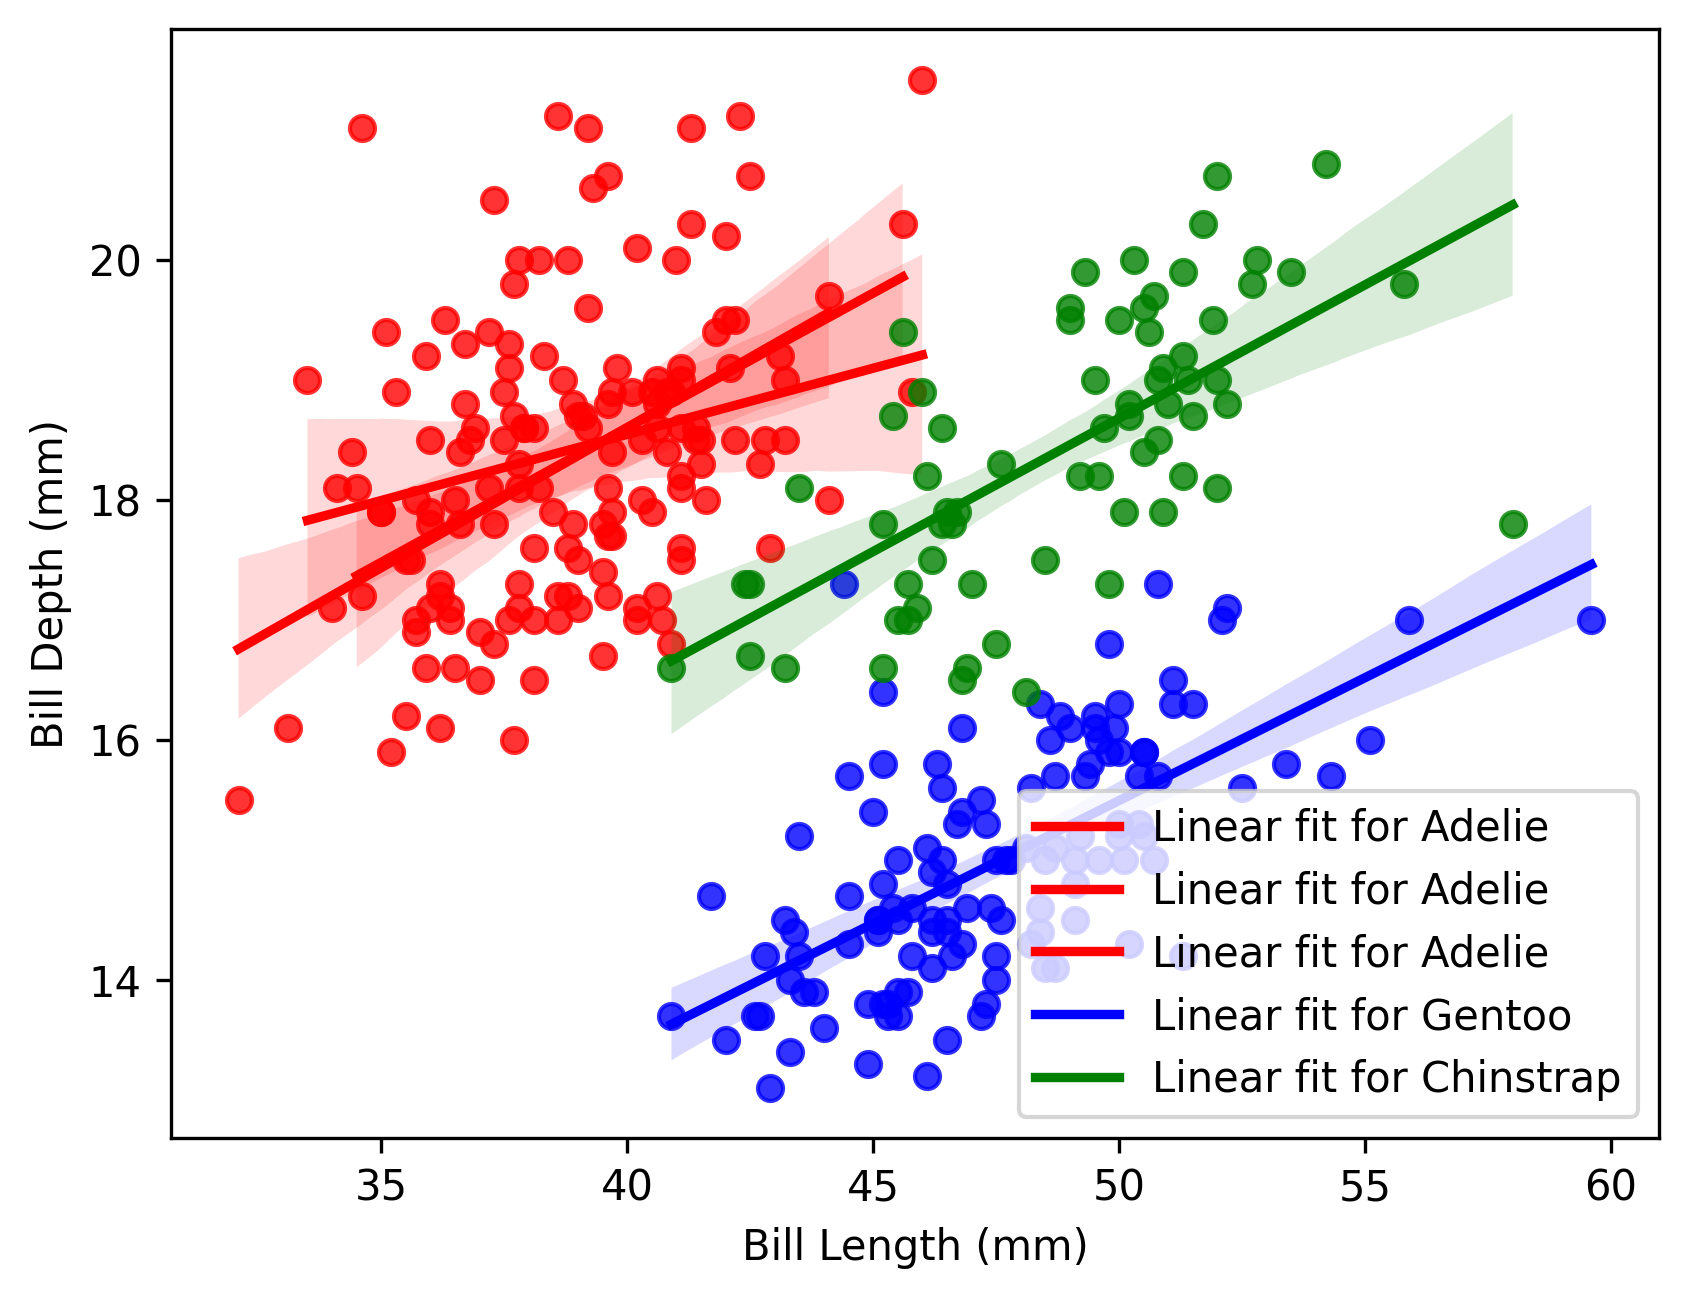 Bill Depth (mm)
20
18
16
14
Linear fit for Adelie
Linear fit for Adelie
Linear fit for Adelie
Linear fit for Gentoo
Linear fit for Chinstrap
35 40 45 50 55 60
Bill Length (mm)